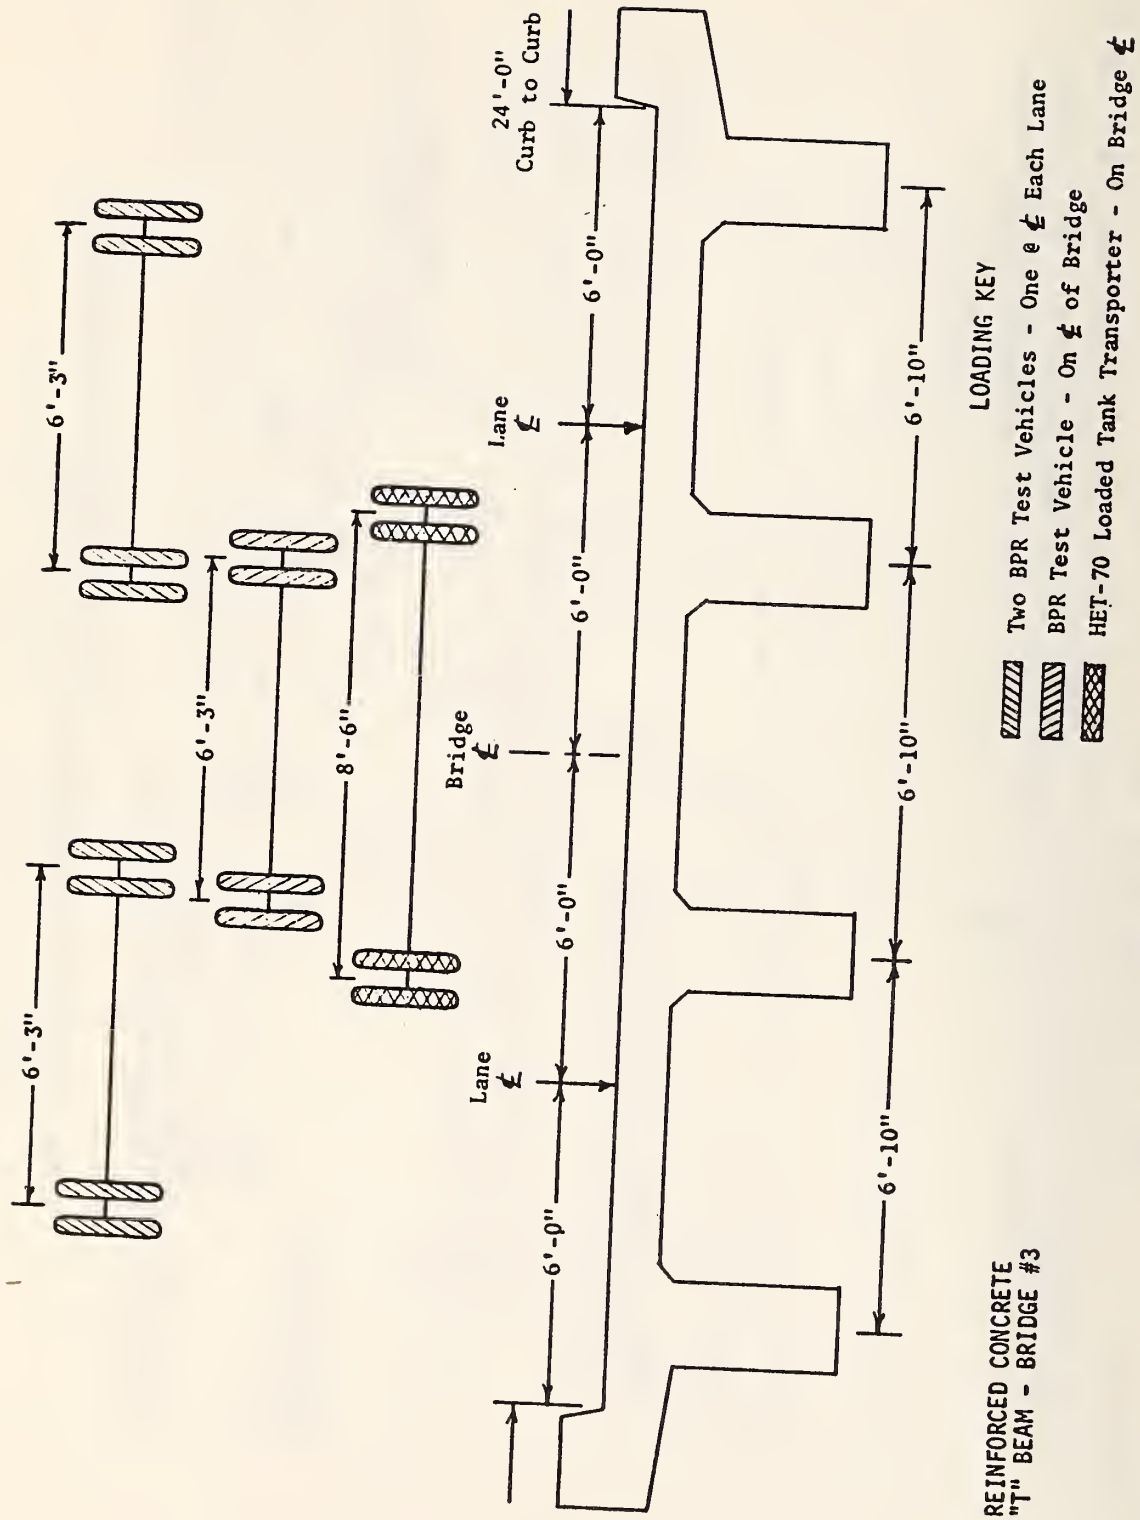 6'-3"
6'-3"
6'-3"
8'-6"
24'-0"
Curb to Curb
Lane
℄
Bridge
℄
Lane
℄
6'-0"
6'-0"
6'-0"
6'-0"
6'-10"
6'-10"
6'-10"
LOADING KEY
Two BPR Test Vehicles - One @ ℄ Each Lane
BPR Test Vehicle - On ℄ of Bridge
HET-70 Loaded Tank Transporter - On Bridge ℄
REINFORCED CONCRETE
"T" BEAM - BRIDGE #3